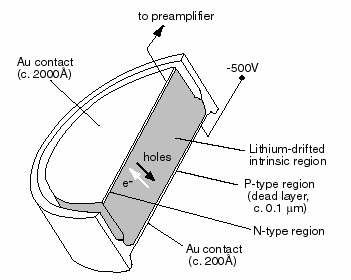 to preamplifier
Au contact
(c. 2000Å)
-500V
holes
e-
Lithium-drifted
intrinsic region
P-type region
(dead layer,
c. 0.1 µm)
N-type region
Au contact
(c. 200Å)